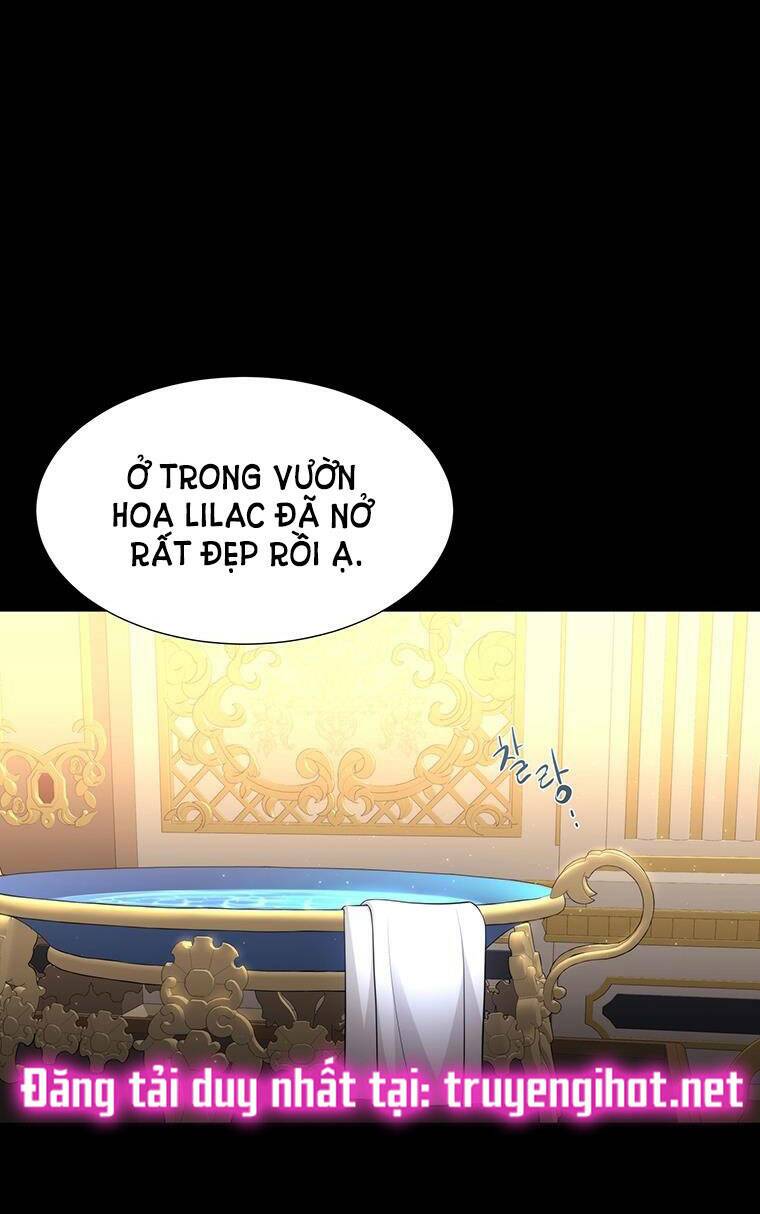 Ở TRONG VƯỜN
HOA LILAC ĐÃ NỞ
RẤT ĐẸP RỒI Ạ.
찰랑...
Đăng tải duy nhất tại: truyengihot.net